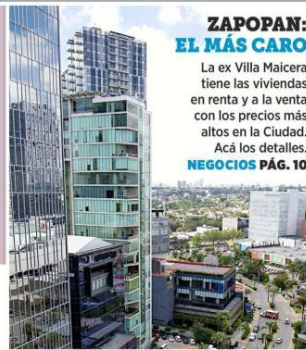 ZAPOPAN:
EL MÁS CARO
La ex Villa Maicera
tiene las viviendas
en renta y a la venta
con los precios más
altos en la Ciudad.
Acá los detalles.
NEGOCIOS PÁG. 10